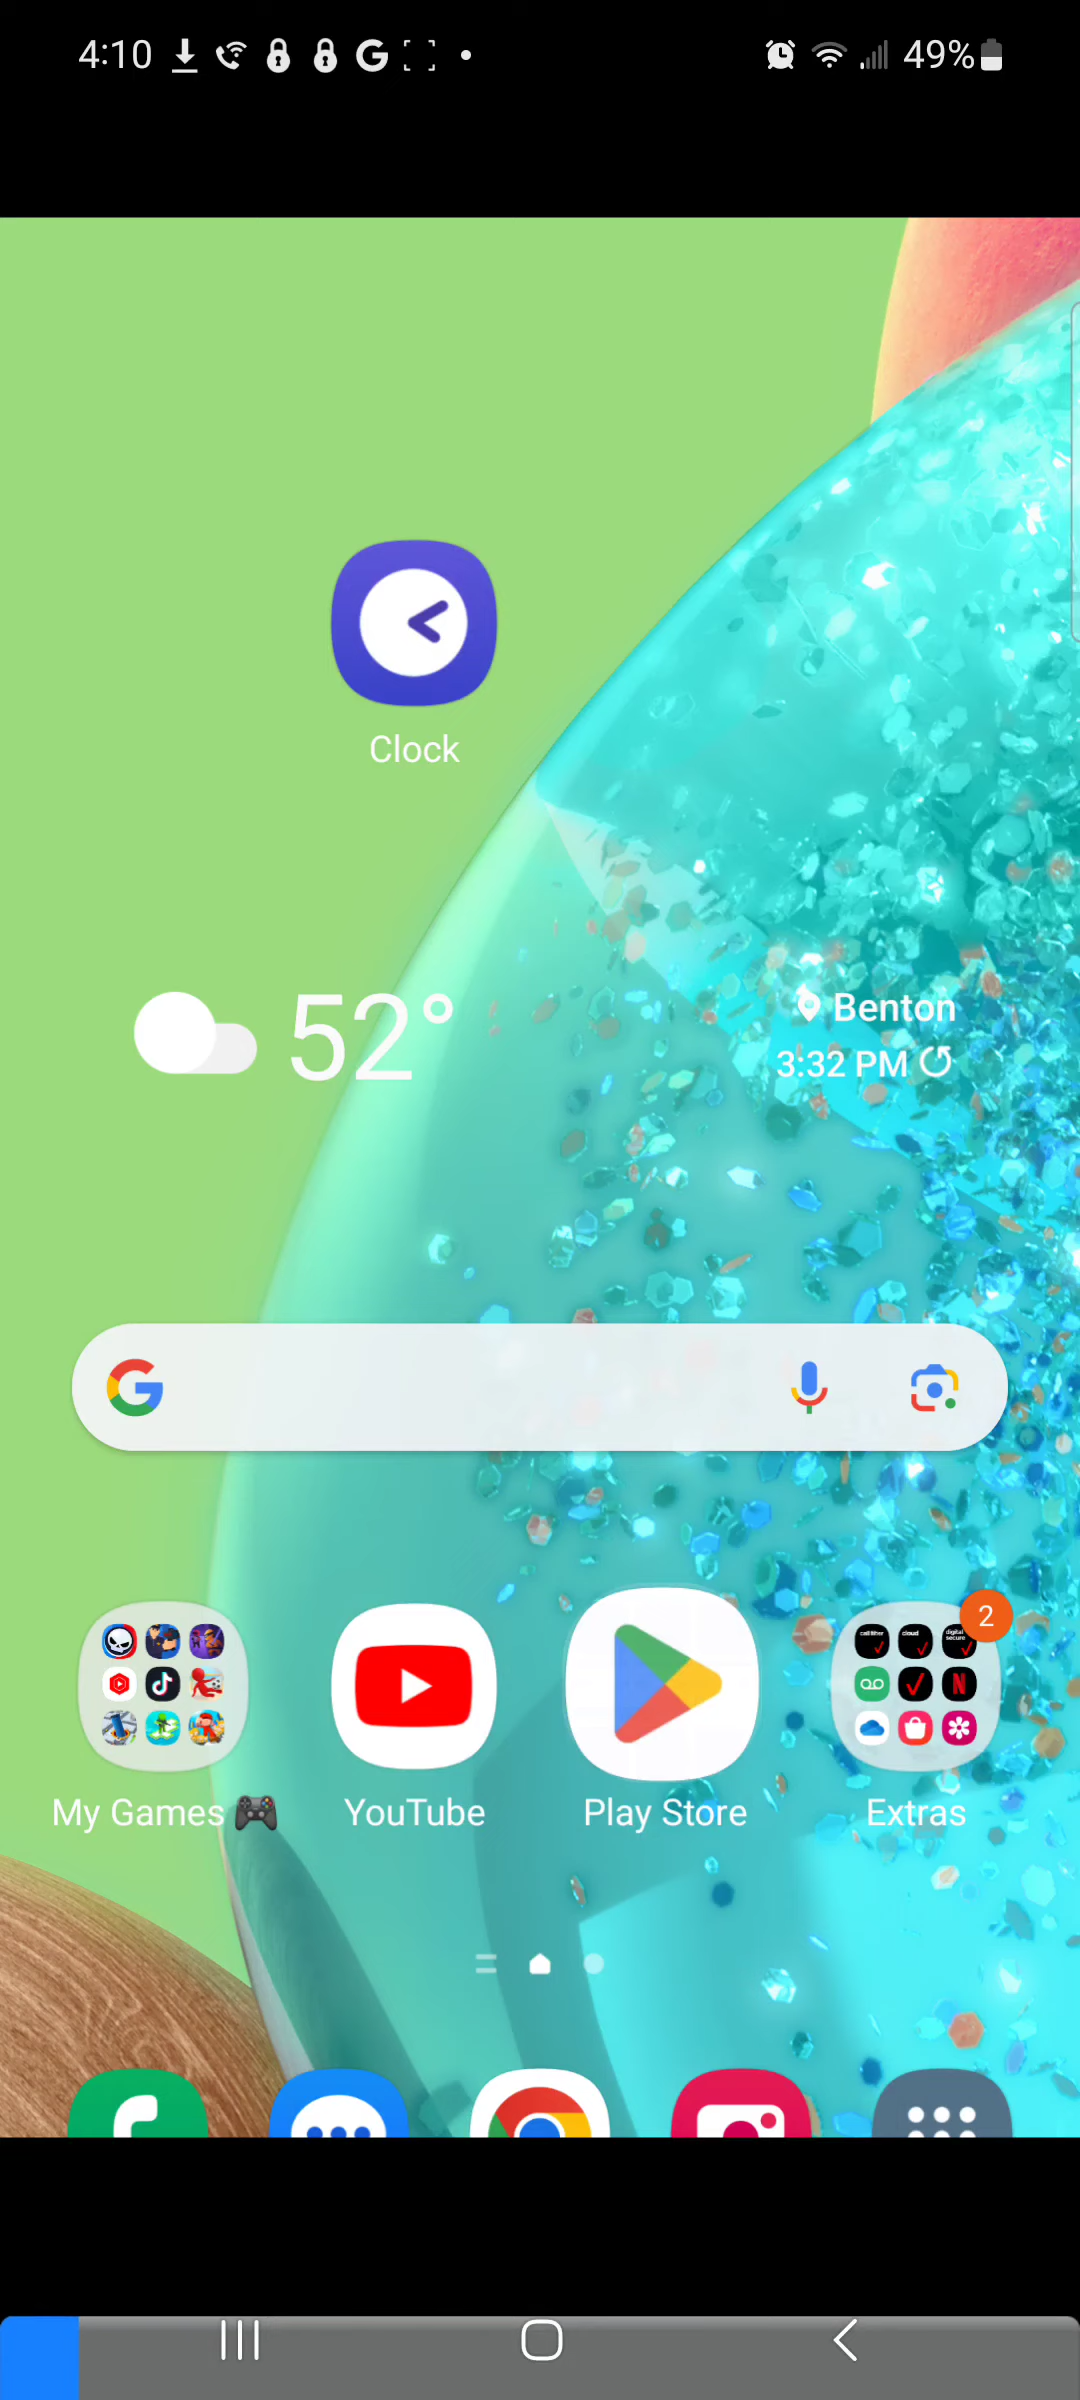 4:10 49%
Clock
52°
Benton
3:32 PM
2
My Games🎮 YouTube Play Store Extras